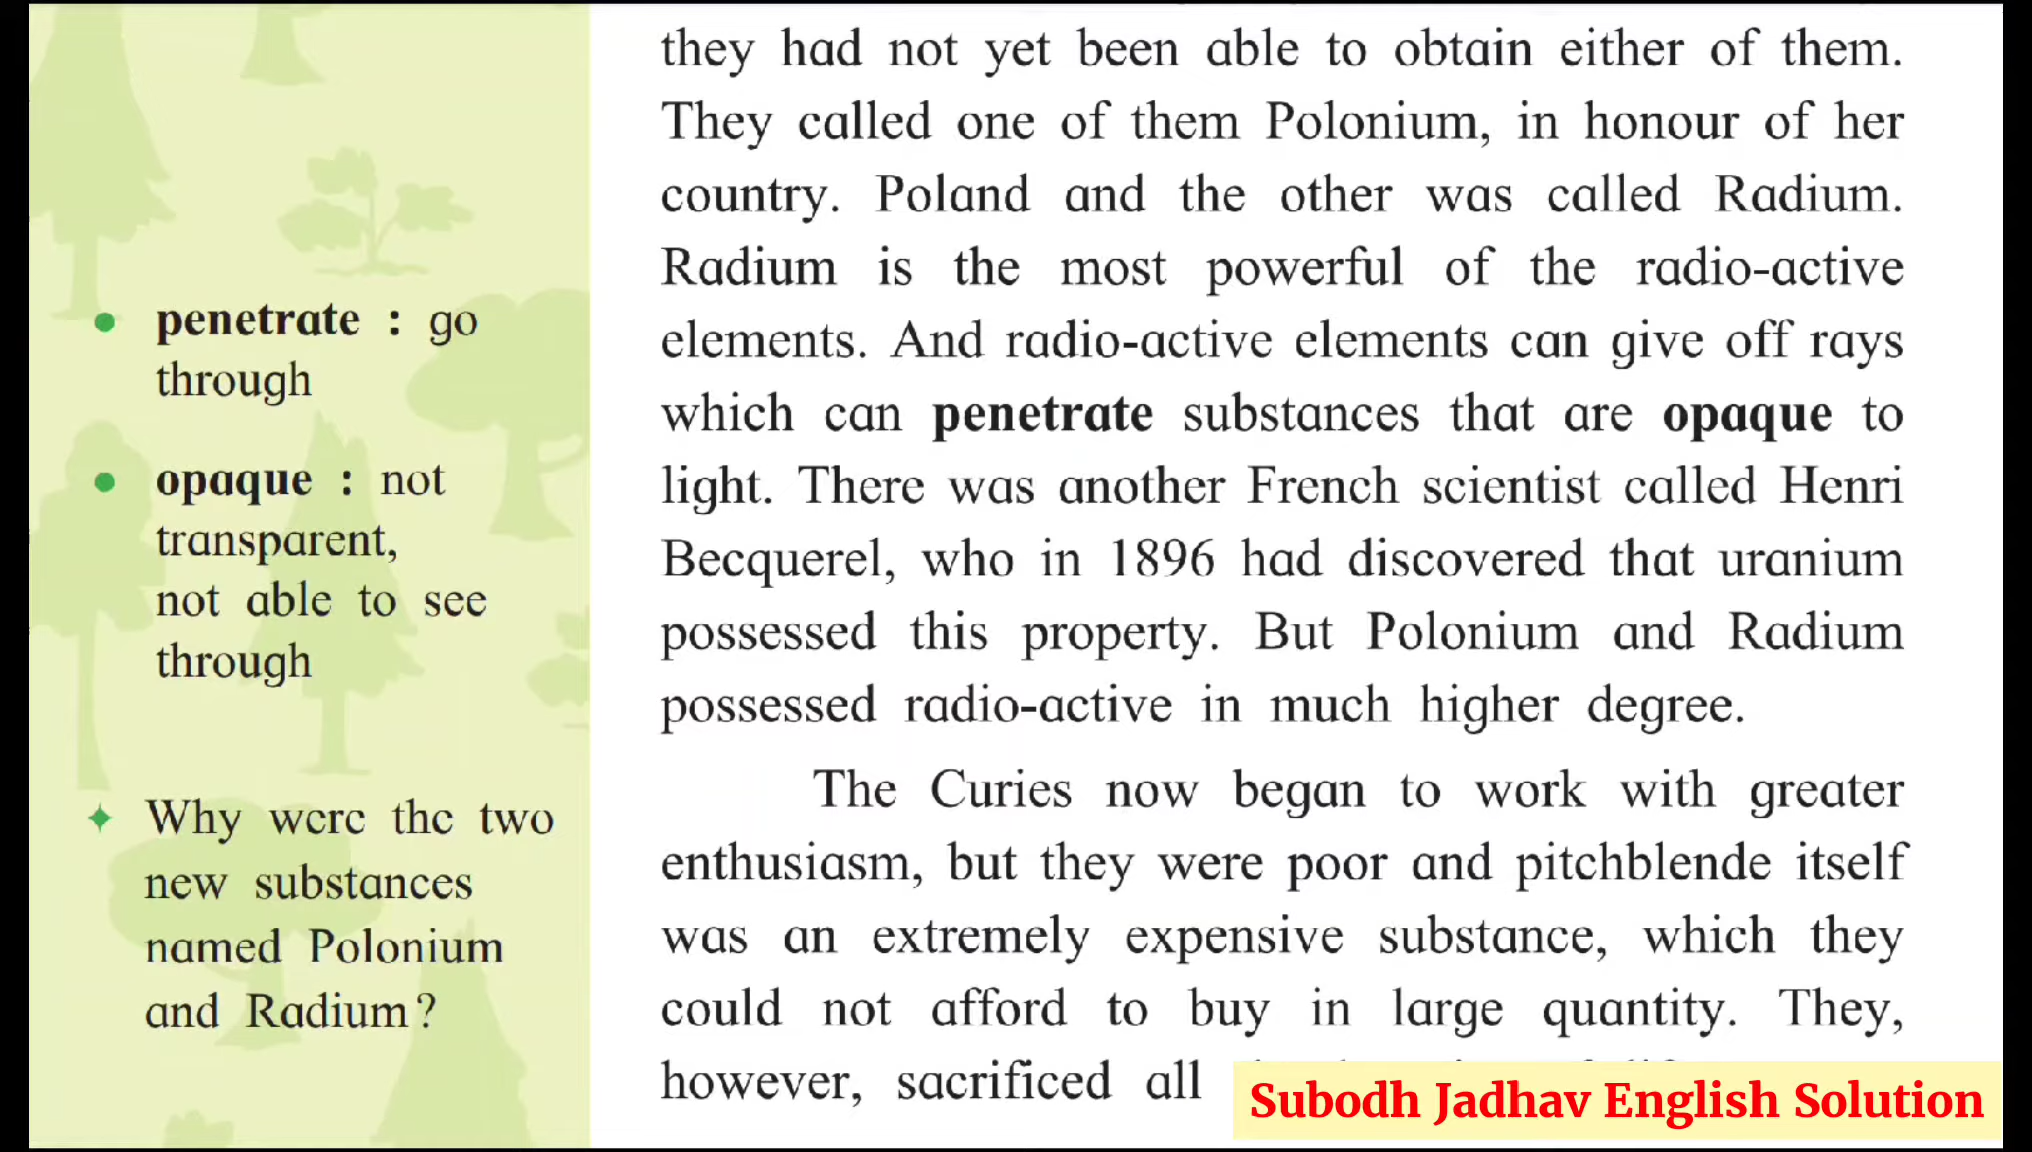 penetrate : go
through
opaque : not
transparent,
not able to see
through
Why were the two
new substances
named Polonium
and Radium?
they had not yet been able to obtain either of them.
They called one of them Polonium, in honour of her
country. Poland and the other was called Radium.
Radium is the most powerful of the radio-active
elements. And radio-active elements can give off rays
which can penetrate substances that are opaque to
light. There was another French scientist called Henri
Becquerel, who in 1896 had discovered that uranium
possessed this property. But Polonium and Radium
possessed radio-active in much higher degree.
The Curies now began to work with greater
enthusiasm, but they were poor and pitchblende itself
was an extremely expensive substance, which they
could not afford to buy in large quantity. They,
however, sacrificed all
Subodh Jadhav English Solution